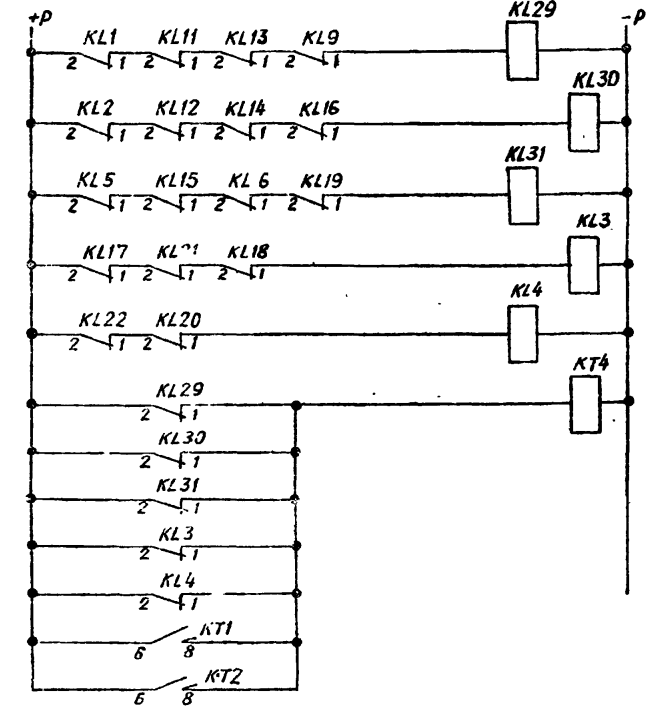 +P KL29 -P
KL1 KL11 KL13 KL9
2 1 2 1 2 1 2 1
KL30
KL2 KL12 KL14 KL16
2 1 2 1 2 1 2 1
KL31
KL5 KL15 KL6 KL19
2 1 2 1 2 1 2 1
KL3
KL17 KL18
2 1 2 1 2 1
KL4
KL22 KL20
2 1 2 1
KT4
KL29
2 1
KL30
2 1
KL31
2 1
KL3
2 1
KL4
2 1
KT1
6 8
KT2
6 8